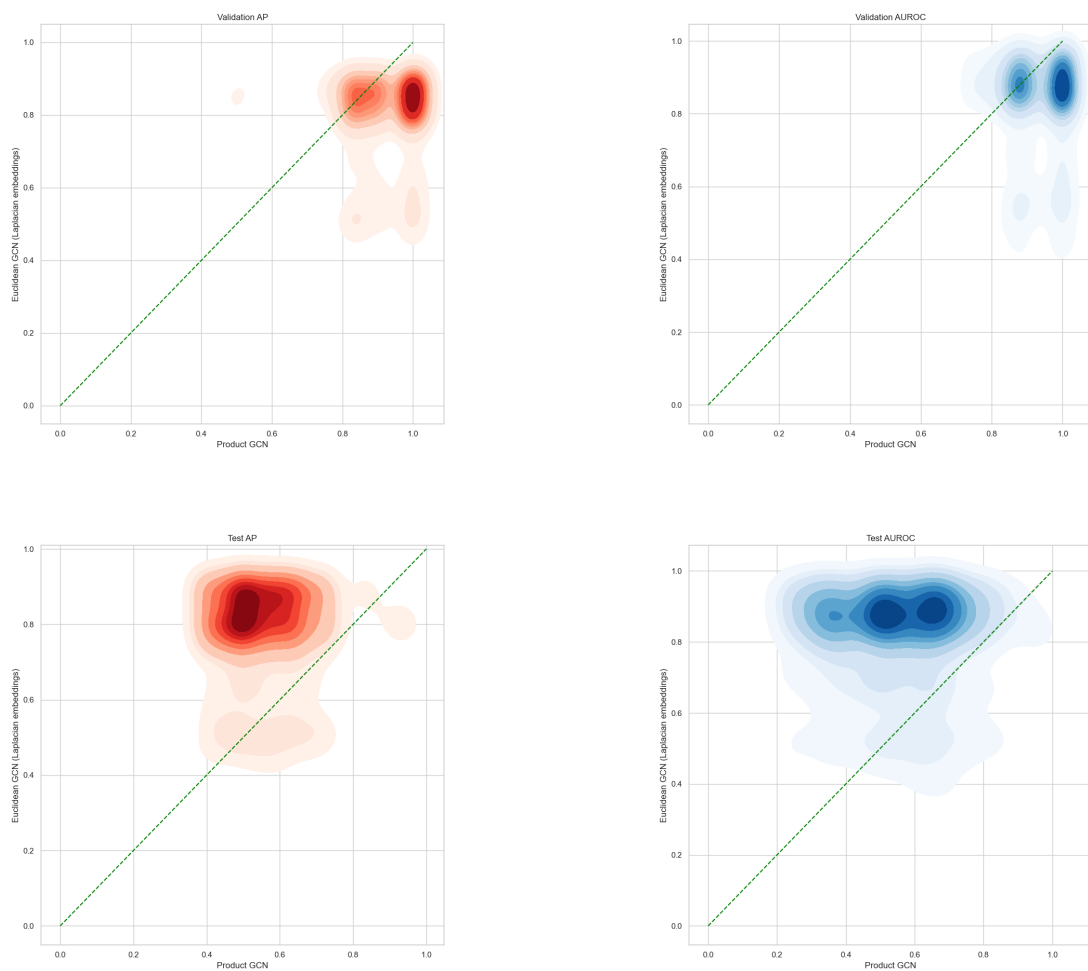 Validation AP
1.0
0.8
0.6
0.4
0.2
0.0
Euclidean GCN (Laplacian embeddings)
0.0 0.2 0.4 0.6 0.8 1.0
Product GCN
Validation AUROC
1.0
0.8
0.6
0.4
0.2
0.0
Euclidean GCN (Laplacian embeddings)
0.0 0.2 0.4 0.6 0.8 1.0
Product GCN
Test AP
1.0
0.8
0.6
0.4
0.2
0.0
Euclidean GCN (Laplacian embeddings)
0.0 0.2 0.4 0.6 0.8 1.0
Product GCN
Test AUROC
1.0
0.8
0.6
0.4
0.2
0.0
Euclidean GCN (Laplacian embeddings)
0.0 0.2 0.4 0.6 0.8 1.0
Product GCN